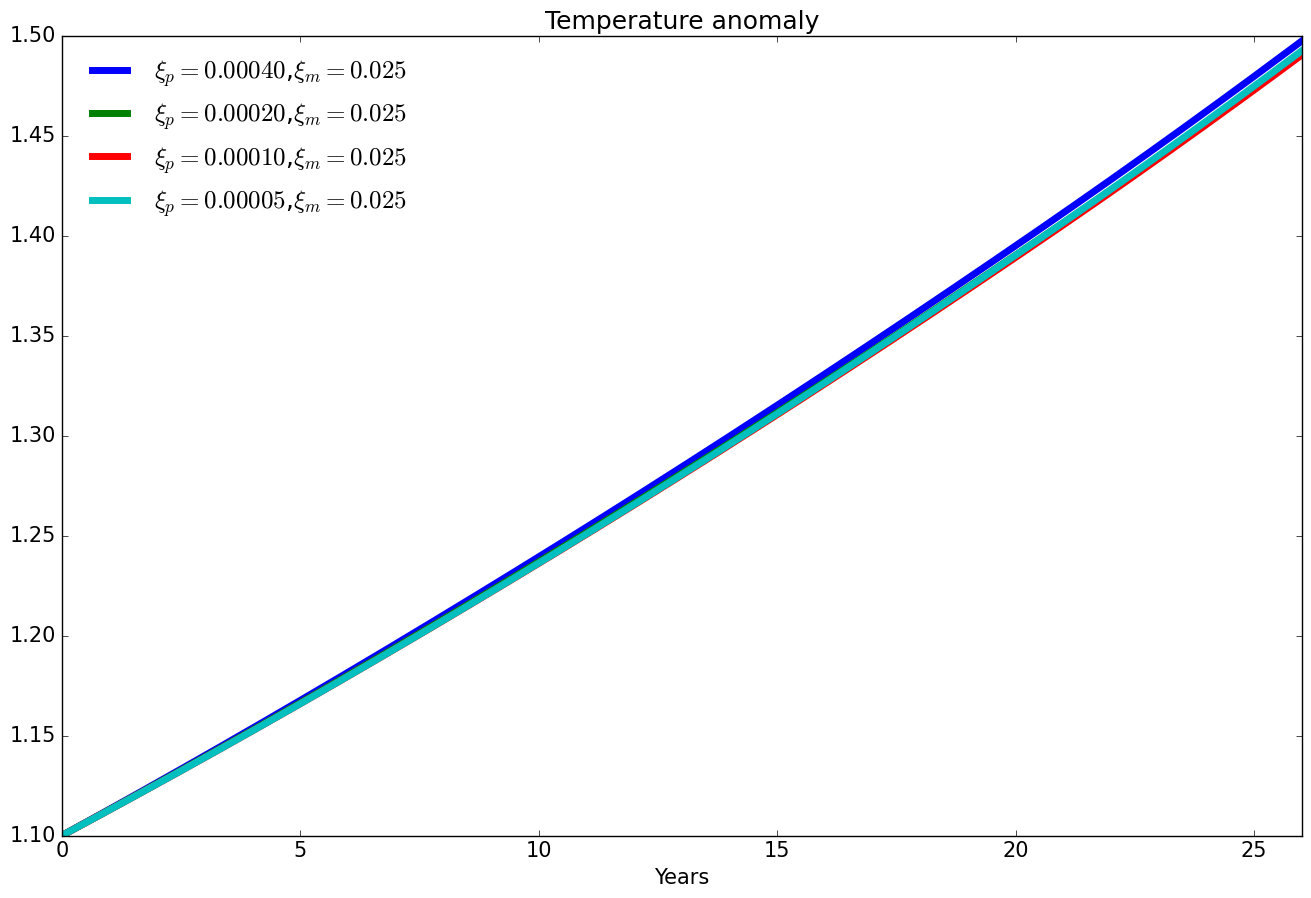 Temperature anomaly
1.50
1.45
1.40
1.35
1.30
1.25
1.20
1.15
1.10
ξp = 0.00040,ξm = 0.025
ξp = 0.00020,ξm = 0.025
ξp = 0.00010,ξm = 0.025
ξp = 0.00005,ξm = 0.025
0 5 10 15 20 25
Years